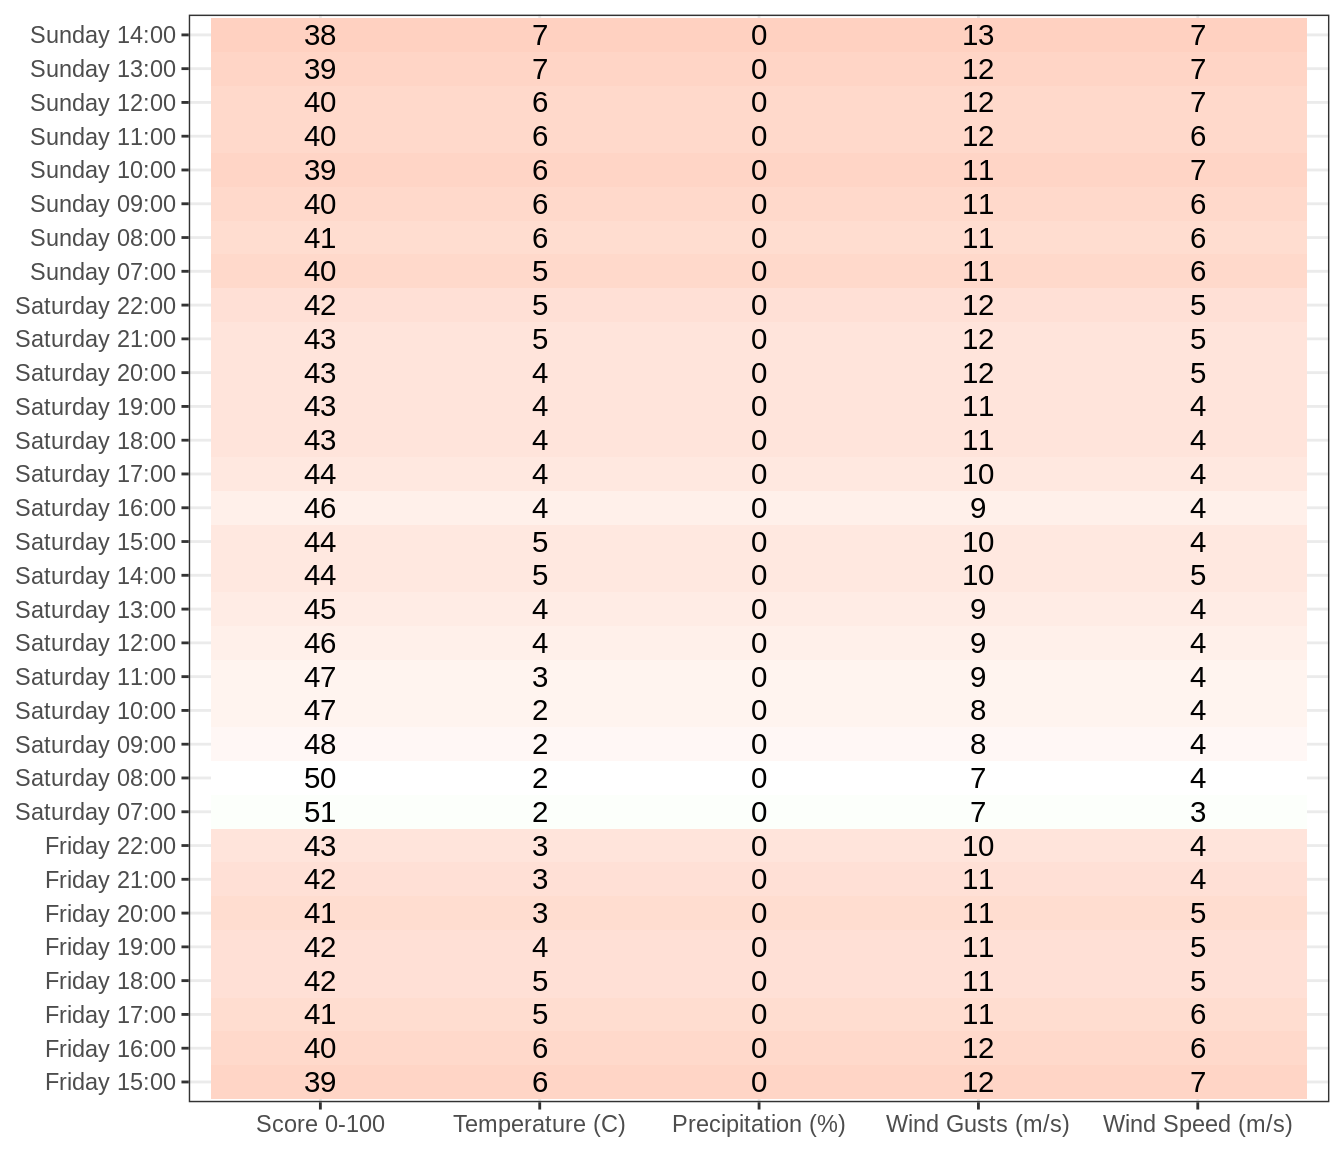 Sunday 14:00 38 7 0 13 7
Sunday 13:00 39 7 0 12 7
Sunday 12:00 40 6 0 12 7
Sunday 11:00 40 6 0 12 6
Sunday 10:00 39 6 0 11 7
Sunday 09:00 40 6 0 11 6
Sunday 08:00 41 6 0 11 6
Sunday 07:00 40 5 0 11 6
Saturday 22:00 42 5 0 12 5
Saturday 21:00 43 5 0 12 5
Saturday 20:00 43 4 0 12 5
Saturday 19:00 43 4 0 11 4
Saturday 18:00 43 4 0 11 4
Saturday 17:00 44 4 0 10 4
Saturday 16:00 46 4 0 9 4
Saturday 15:00 44 5 0 10 4
Saturday 14:00 44 5 0 10 5
Saturday 13:00 45 4 0 9 4
Saturday 12:00 46 4 0 9 4
Saturday 11:00 47 3 0 9 4
Saturday 10:00 47 2 0 8 4
Saturday 09:00 48 2 0 8 4
Saturday 08:00 50 2 0 7 4
Saturday 07:00 51 2 0 7 3
Friday 22:00 43 3 0 10 4
Friday 21:00 42 3 0 11 4
Friday 20:00 41 3 0 11 5
Friday 19:00 42 4 0 11 5
Friday 18:00 42 5 0 11 5
Friday 17:00 41 5 0 11 6
Friday 16:00 40 6 0 12 6
Friday 15:00 39 6 0 12 7
Score 0-100 Temperature (C) Precipitation (%) Wind Gusts (m/s) Wind Speed (m/s)